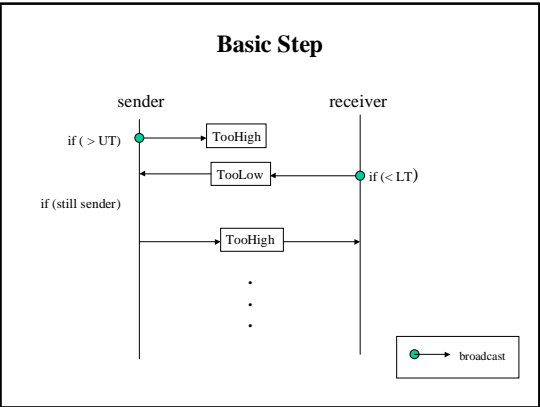 Basic Step
sender
receiver
if ( > UT)
TooHigh
TooLow
if (< LT)
if (still sender)
TooHigh
.
.
.
broadcast